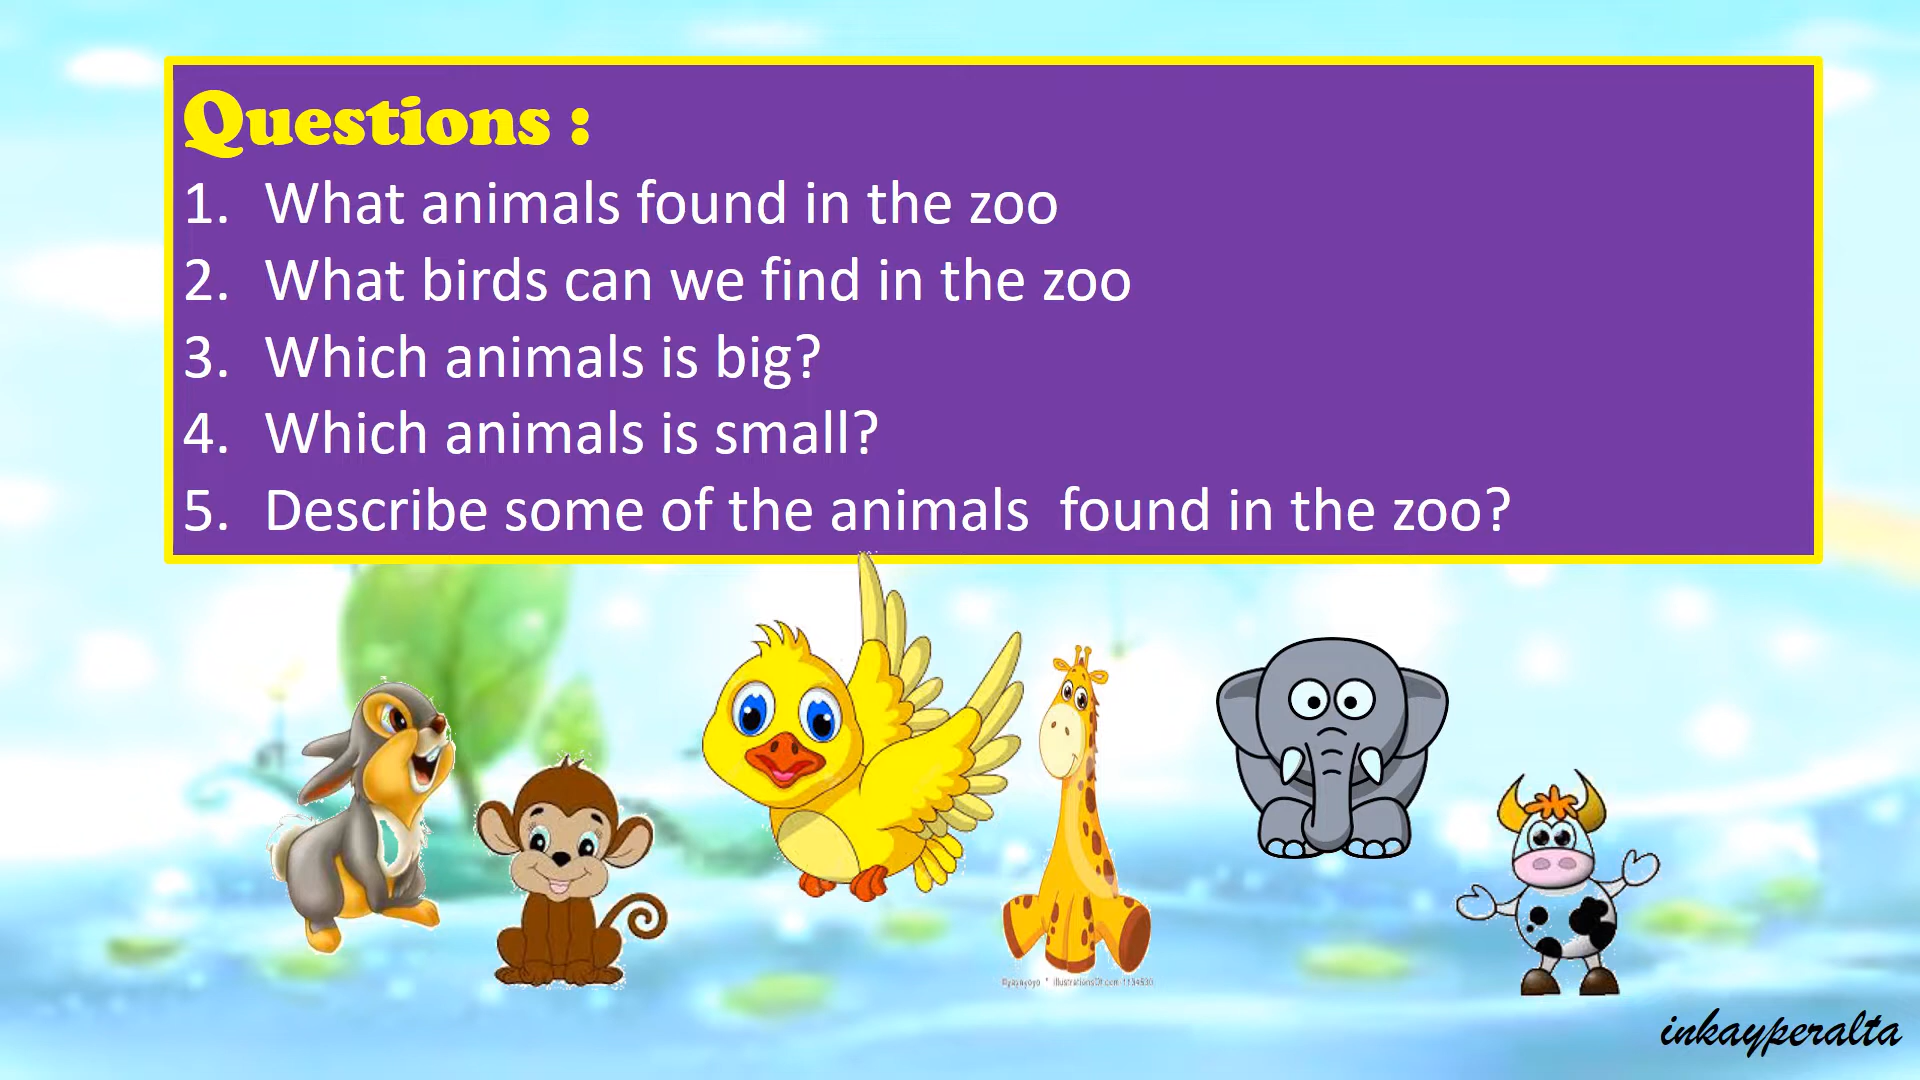 Questions :
1. What animals found in the zoo
2. What birds can we find in the zoo
3. Which animals is big?
4. Which animals is small?
5. Describe some of the animals  found in the zoo?
illustrationsOf.com
inkayperalta